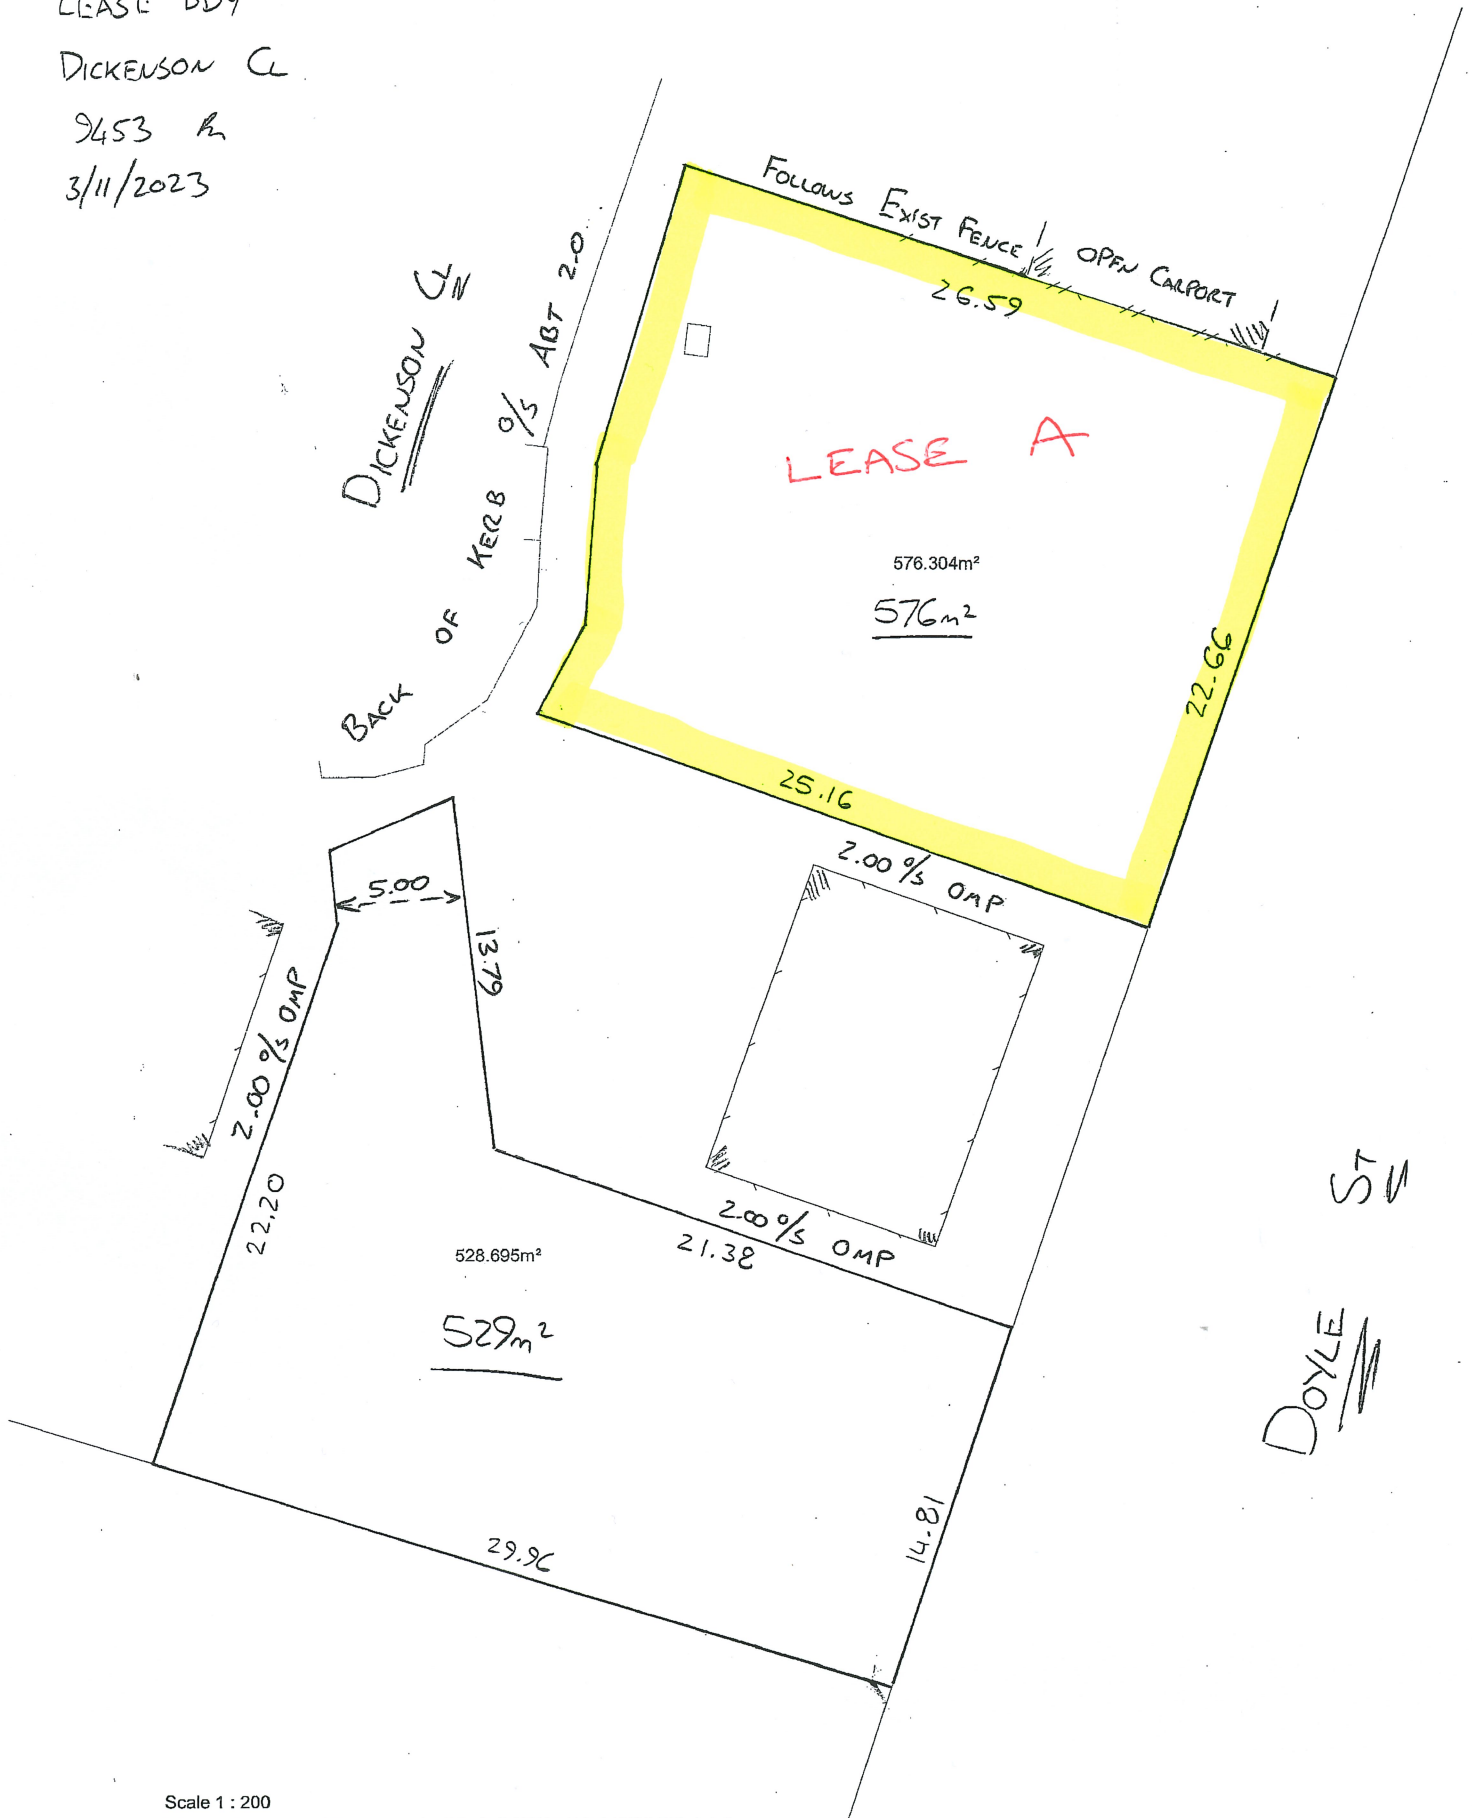 LEASE BDY
DICKENSON CL
9453
3/11/2023
FOLLOWS EXIST FENCE
OPEN CARPORT
26.59
DICKENSON CL
BACK OF KERB O/S ABT 2.0
LEASE A
576.304m²
576m²
22.66
25.16
2.00 O/S OMP
5.00
13.79
2.00 O/S OMP
22.20
2.00 O/S OMP
21.38
528.695m²
529m²
DOYLE ST
14.81
29.96
Scale 1 : 200